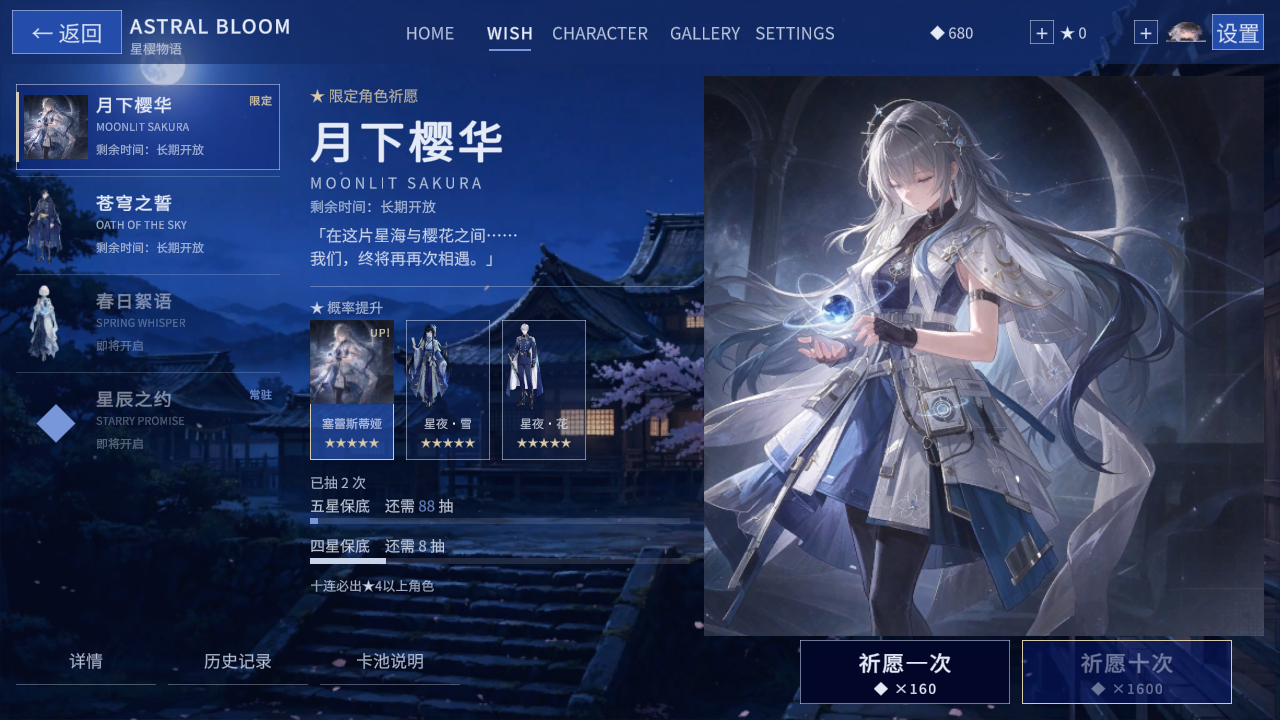 ← 返回
ASTRAL BLOOM
星樱物语
HOME
WISH
CHARACTER
GALLERY
SETTINGS
◆ 680
+
★ 0
+
设置
月下樱华
限定
MOONLIT SAKURA
剩余时间：长期开放
苍穹之誓
OATH OF THE SKY
剩余时间：长期开放
春日絮语
SPRING WHISPER
即将开启
星辰之约
常驻
STARRY PROMISE
即将开启
★ 限定角色祈愿
月下樱华
MOONLIT SAKURA
剩余时间：长期开放
「在这片星海与樱花之间⋯⋯
我们，终将再再次相遇。」
★ 概率提升
UP!
塞蕾斯蒂娅
★★★★★
星夜·雪
★★★★★
星夜·花
★★★★★
已抽 2 次
五星保底 还需 88 抽
四星保底 还需 8 抽
十连必出★4以上角色
详情
历史记录
卡池说明
祈愿一次
◆ ×160
祈愿十次
◆ ×1600